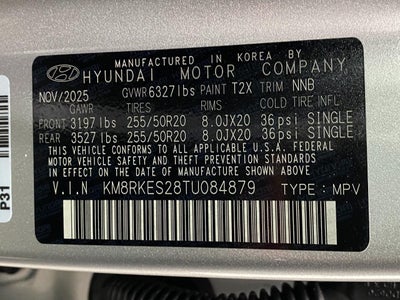 MANUFACTURED IN KOREA BY
HYUNDAI MOTOR COMPANY
NOV/2025 GVWR 6327lbs PAINT T2X TRIM NNB
GAWR TIRES RIMS COLD TIRE INFL
FRONT 3197lbs 255/50R20 8.0JX20 36psi SINGLE
REAR 3527lbs 255/50R20 8.0JX20 36psi SINGLE
THIS VEHICLE CONFORMS TO ALL APPLICABLE
FEDERAL MOTOR VEHICLE SAFETY STANDARDS
IN EFFECT ON THE DATE OF MANUFACTURE
SHOWN ABOVE.
V.I.N KM8RKES28TU084879 TYPE : MPV
P31